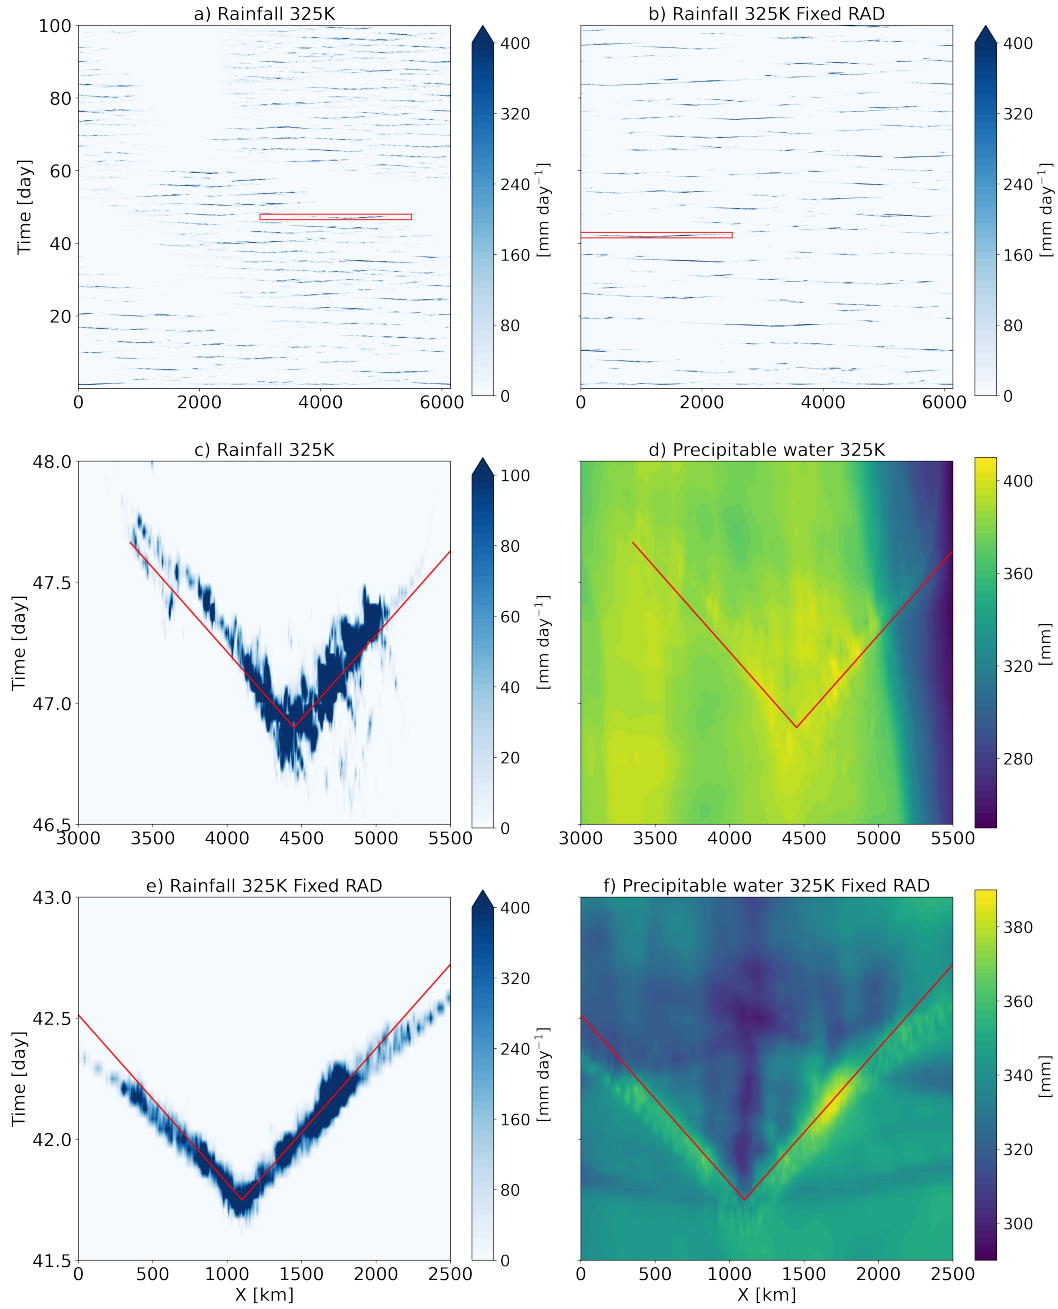 a) Rainfall 325K
b) Rainfall 325K Fixed RAD
100
80
60
40
20
Time [day]
0 2000 4000 6000
400
320
240
160
80
0
[mm day⁻¹]
0 2000 4000 6000
400
320
240
160
80
0
[mm day⁻¹]
c) Rainfall 325K
d) Precipitable water 325K
48.0
47.5
47.0
46.5
Time [day]
3000 3500 4000 4500 5000 5500
100
80
60
40
20
0
[mm day⁻¹]
3000 3500 4000 4500 5000 5500
400
360
320
280
[mm]
e) Rainfall 325K Fixed RAD
f) Precipitable water 325K Fixed RAD
43.0
42.5
42.0
41.5
Time [day]
0 500 1000 1500 2000 2500
X [km]
400
320
240
160
80
0
[mm day⁻¹]
0 500 1000 1500 2000 2500
X [km]
380
360
340
320
300
[mm]